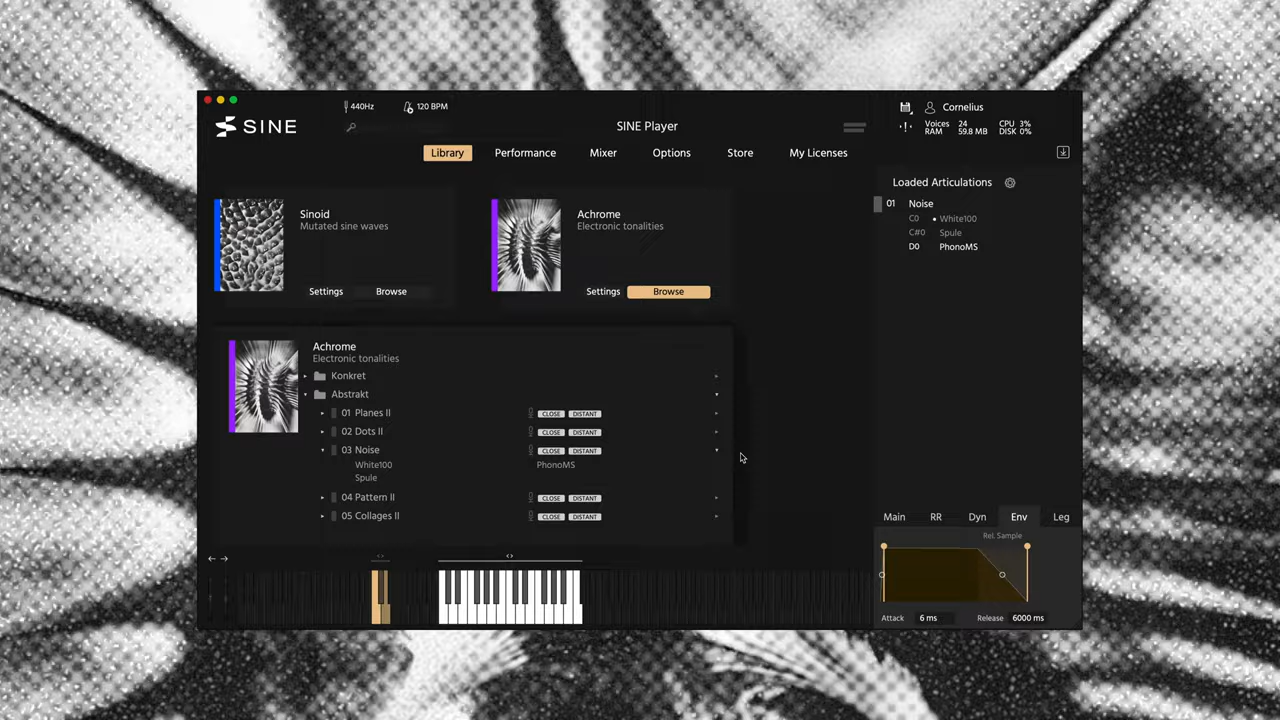 440Hz
120 BPM
Cornelius
SINE
SINE Player
Voices 24 CPU 3%
RAM 59.8 MB DISK 0%
Library Performance Mixer Options Store My Licenses
Loaded Articulations
01 Noise
C0 White100
C#0 Spule
D0 PhonoMS
Sinoid
Mutated sine waves
Settings Browse
Achrome
Electronic tonalities
Settings Browse
Achrome
Electronic tonalities
Konkret
Abstrakt
01 Planes II CLOSE DISTANT
02 Dots II CLOSE DISTANT
03 Noise CLOSE DISTANT
White100 PhonoMS
Spule
04 Pattern II CLOSE DISTANT
05 Collages II CLOSE DISTANT
Main RR Dyn Env Leg
Rel. Sample
Attack 6 ms Release 6000 ms